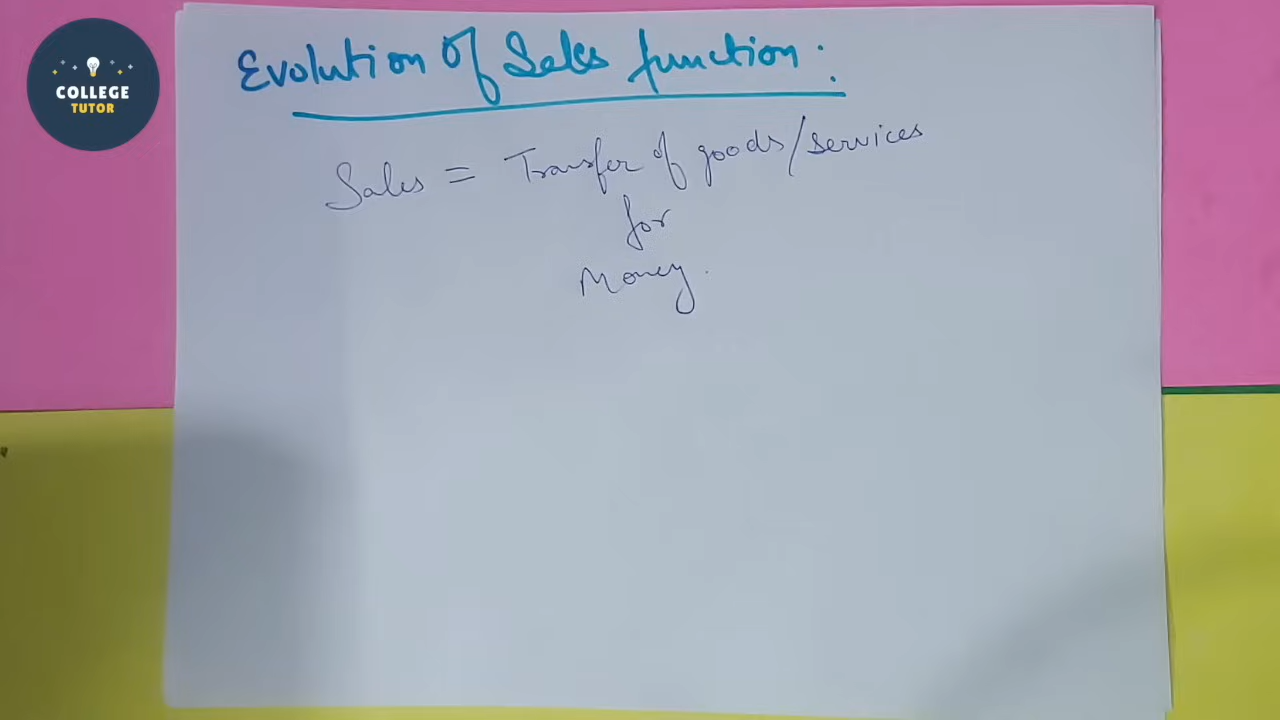 COLLEGE
TUTOR
Evolution of Sales function :
Sales = Transfer of goods/services
for
Money.